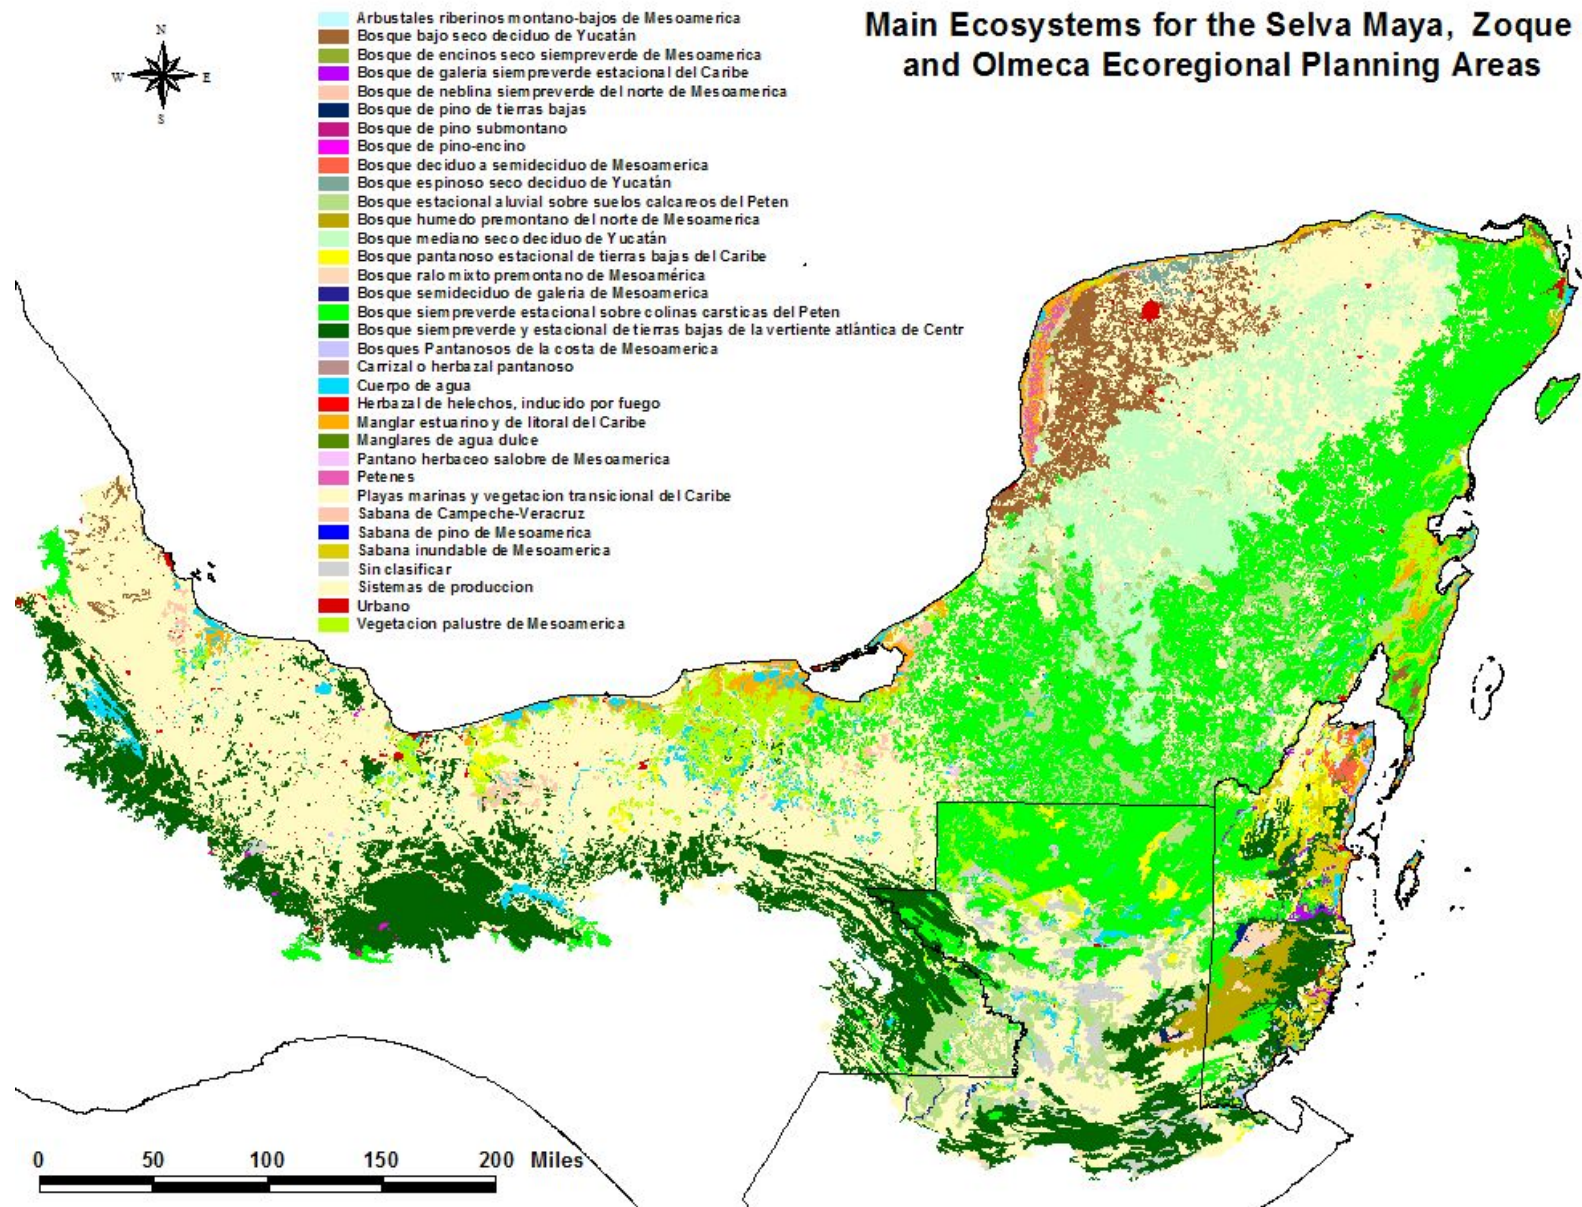 Main Ecosystems for the Selva Maya, Zoque
and Olmeca Ecoregional Planning Areas
N
W
E
S
Arbustales riberinos montano-bajos de Mesoamerica
Bosque bajo seco deciduo de Yucatán
Bosque de encinos seco siempreverde de Mesoamerica
Bosque de galeria siempreverde estacional del Caribe
Bosque de neblina siempreverde del norte de Mesoamerica
Bosque de pino de tierras bajas
Bosque de pino submontano
Bosque de pino-encino
Bosque deciduo a semideciduo de Mesoamerica
Bosque espinoso seco deciduo de Yucatán
Bosque estacional aluvial sobre suelos calcareos del Peten
Bosque humedo premontano del norte de Mesoamerica
Bosque mediano seco deciduo de Yucatán
Bosque pantanoso estacional de tierras bajas del Caribe
Bosque ralo mixto premontano de Mesoamérica
Bosque semideciduo de galeria de Mesoamerica
Bosque siempreverde estacional sobre colinas carsticas del Peten
Bosque siempreverde y estacional de tierras bajas de la vertiente atlántica de Centr
Bosques Pantanosos de la costa de Mesoamerica
Carrizal o herbazal pantanoso
Cuerpo de agua
Herbazal de helechos, inducido por fuego
Manglar estuarino y de litoral del Caribe
Manglares de agua dulce
Pantano herbaceo salobre de Mesoamerica
Petenes
Playas marinas y vegetacion transicional del Caribe
Sabana de Campeche-Veracruz
Sabana de pino de Mesoamerica
Sabana inundable de Mesoamerica
Sin clasificar
Sistemas de produccion
Urbano
Vegetacion palustre de Mesoamerica
0 50 100 150 200 Miles